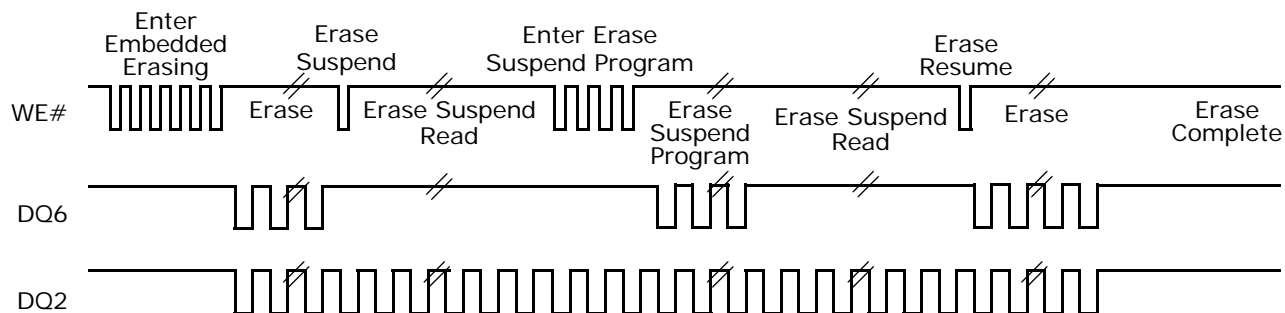 Enter
Embedded
Erasing
Erase
Suspend
Enter Erase
Suspend Program
Erase
Resume
WE#
Erase
Erase Suspend
Read
Erase
Suspend
Program
Erase Suspend
Read
Erase
Erase
Complete
DQ6
DQ2